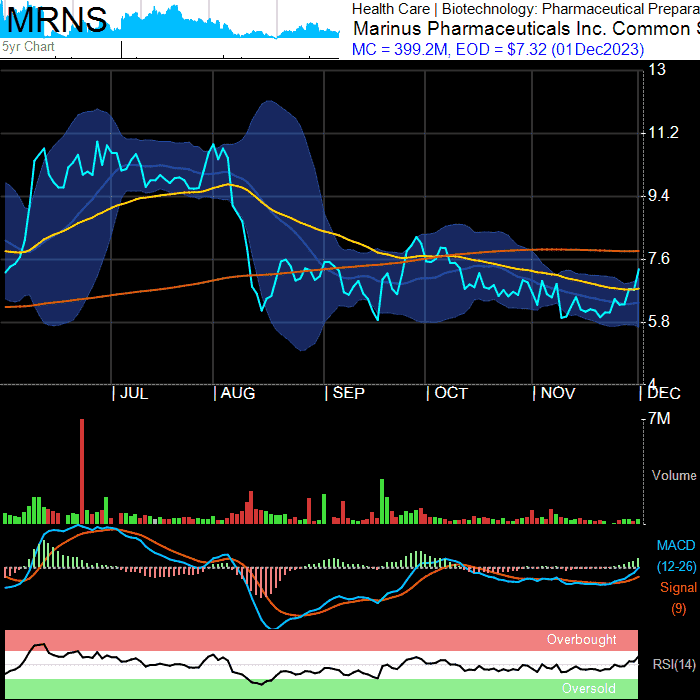 MRNS
5yr Chart
Health Care | Biotechnology: Pharmaceutical Prepara
Marinus Pharmaceuticals Inc. Common S
MC = 399.2M, EOD = $7.32 (01Dec2023)
13
11.2
9.4
7.6
5.8
4
JUL
AUG
SEP
OCT
NOV
DEC
7M
Volume
MACD
(12-26)
Signal
(9)
Overbought
RSI(14)
Oversold